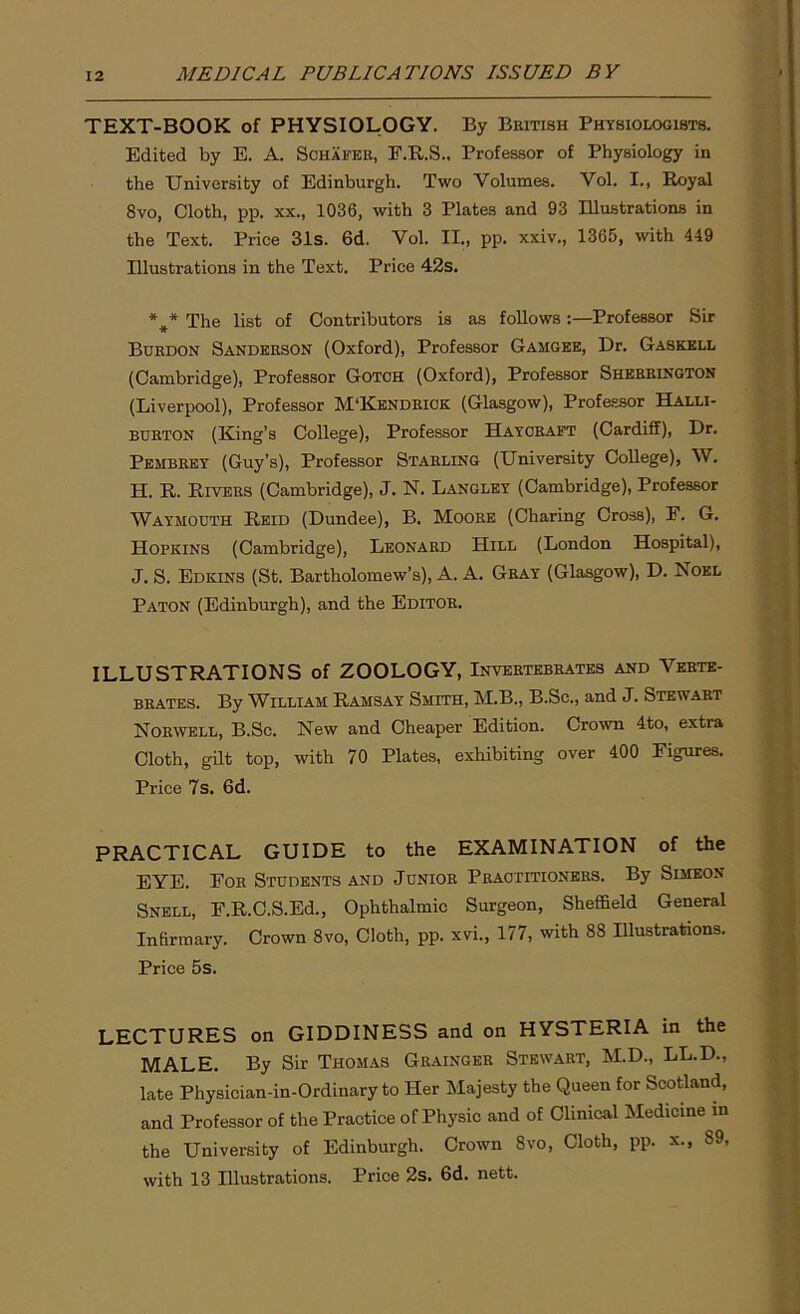 12 MEDICAL PUBLICATIONS ISSUED BY
TEXT-BOOK of PHYSIOLOGY. By British Physiologists.
Edited by E. A. Schäfer, F.R.S., Professor of Physiology in
the University of Edinburgh. Two Volumes. Vol. I., Royal
8vo, Cloth, pp. xx., 1036, with 3 Plates and 93 Illustrations in
the Text. Price 31s. 6d. Vol. II., pp. xxiv., 1365, with 449
Illustrations in the Text. Price 42s.
*** The list of Contributors is as follows:—Professor Sir
Burdon Sanderson (Oxford), Professor Gamgee, Dr. Gaskell
(Cambridge), Professor Gotch (Oxford), Professor Sherrington
(Liverpool), Professor M‘Kendrick (Glasgow), Professor Halli-
burton (King's College), Professor Haycraft (Cardiff), Dr.
Pembrey (Guy's), Professor Starling (University College), W.
H. R. Rivers (Cambridge), J. N. Langley (Cambridge), Professor
Waymouth Reid (Dundee), B. Moore (Charing Cross), F. G.
Hopkins (Cambridge), Leonard Hill (London Hospital),
J. S. Edkins (St. Bartholomew's), A. A. Gray (Glasgow), D. Noel
Paton (Edinburgh), and the Editor.
ILLUSTRATIONS of ZOOLOGY, Invertebrates and Verte-
brates. By William Ramsay Smith, M.B., B.Sc., and J. Stewart
Norwell, B.Sc. New and Cheaper Edition. Crown 4to, extra
Cloth, gilt top, with 70 Plates, exhibiting over 400 Figures.
Price 7s. 6d.
PRACTICAL GUIDE to the EXAMINATION of the
EYE. For Students and Junior Practitioners. By Simeon
Snell, F.R.C.S.Ed., Ophthalmic Surgeon, Sheffield General
Infirmary. Crown 8vo, Cloth, pp. xvi., 177, with 88 Illustrations.
Price 5s.
LECTURES on GIDDINESS and on HYSTERIA in the
MALE. By Sir Thomas Grainger Stewart, M.D., LL.D.,
late Physician-in-Ordinary to Her Majesty the Queen for Scotland,
and Professor of the Practice of Physic and of Clinical Medicine in
the University of Edinburgh. Crown 8vo, Cloth, pp. x., 89,
with 13 Illustrations. Price 2s. 6d. nett.